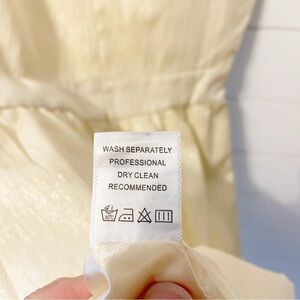 WASH SEPARATELY
PROFESSIONAL
DRY CLEAN
RECOMMENDED